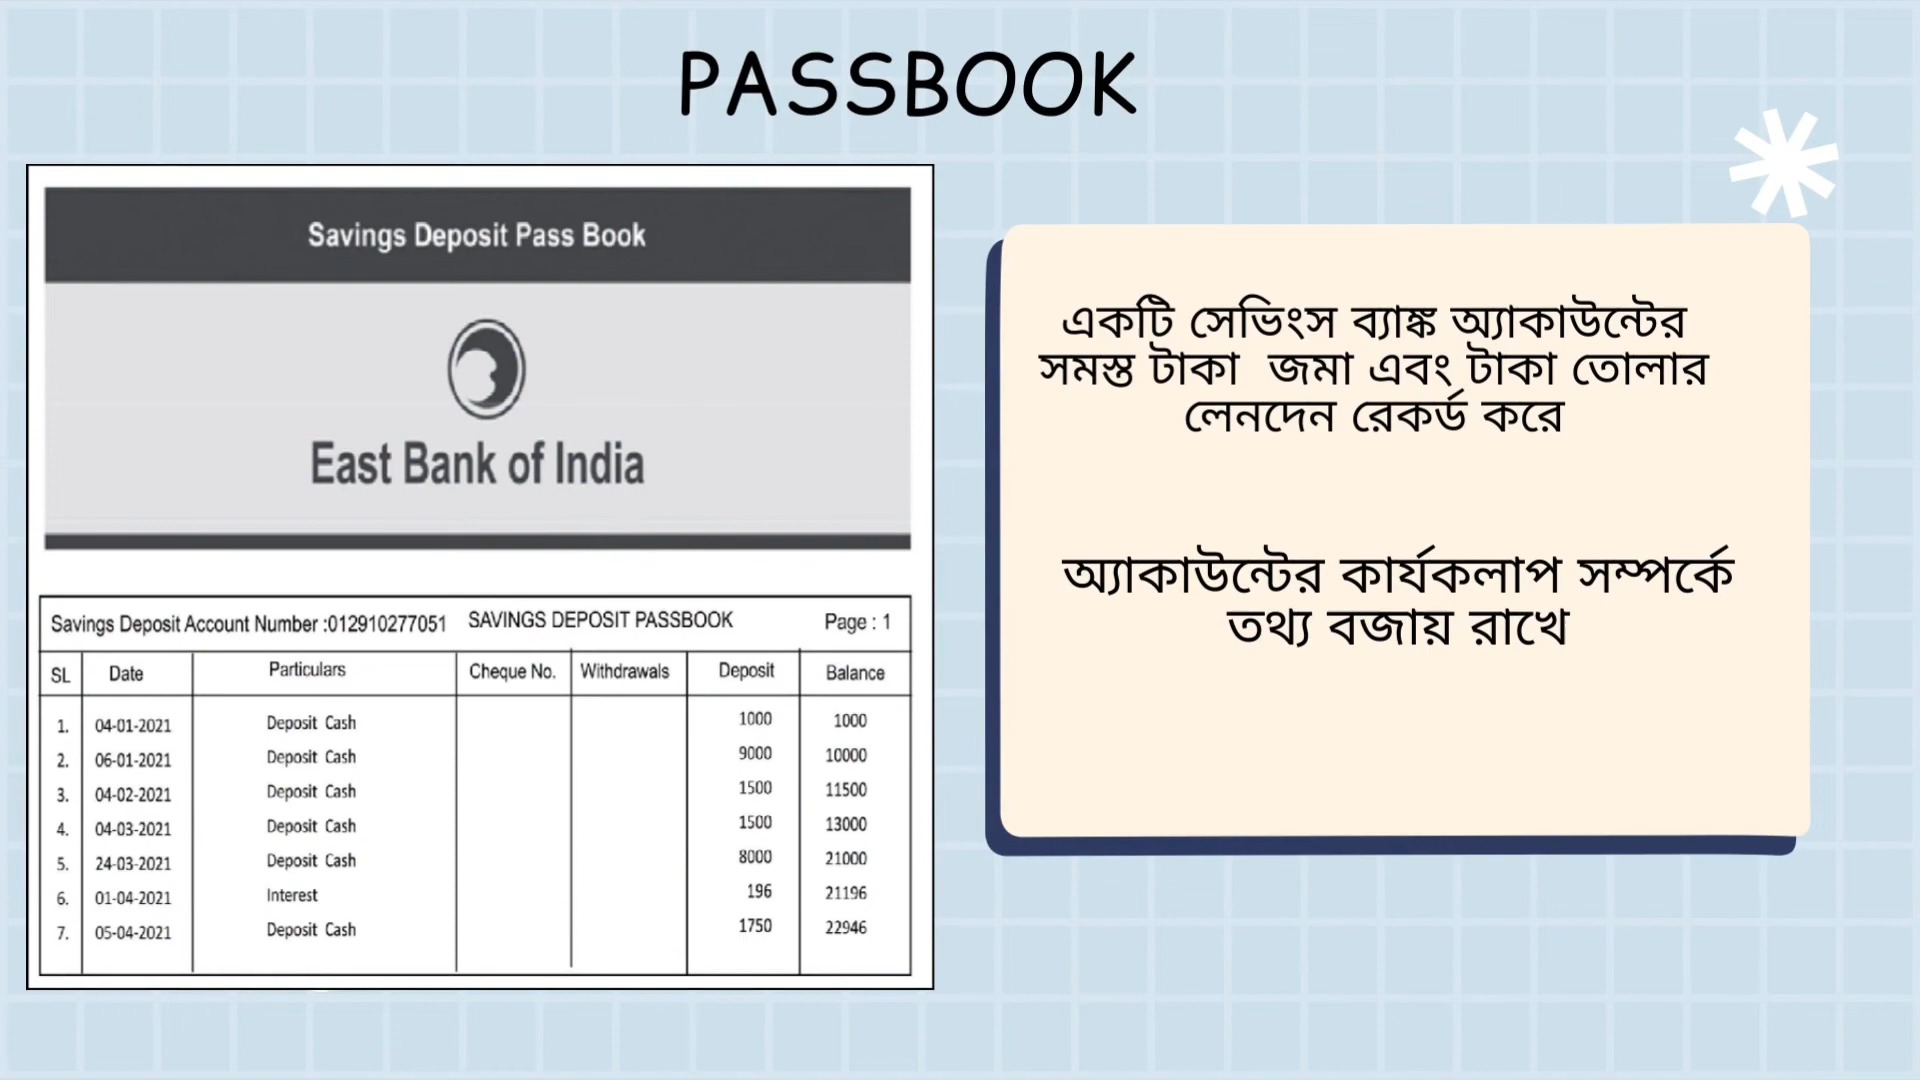 PASSBOOK
Savings Deposit Pass Book
East Bank of India
Savings Deposit Account Number :012910277051 SAVINGS DEPOSIT PASSBOOK Page : 1
SL Date Particulars Cheque No. Withdrawals Deposit Balance
1. 04-01-2021 Deposit Cash 1000 1000
2. 06-01-2021 Deposit Cash 9000 10000
3. 04-02-2021 Deposit Cash 1500 11500
4. 04-03-2021 Deposit Cash 1500 13000
5. 24-03-2021 Deposit Cash 8000 21000
6. 01-04-2021 Interest 196 21196
7. 05-04-2021 Deposit Cash 1750 22946
একটি সেভিংস ব্যাঙ্ক অ্যাকাউন্টের
সমস্ত টাকা জমা এবং টাকা তোলার
লেনদেন রেকর্ড করে
অ্যাকাউন্টের কার্যকলাপ সম্পর্কে
তথ্য বজায় রাখে